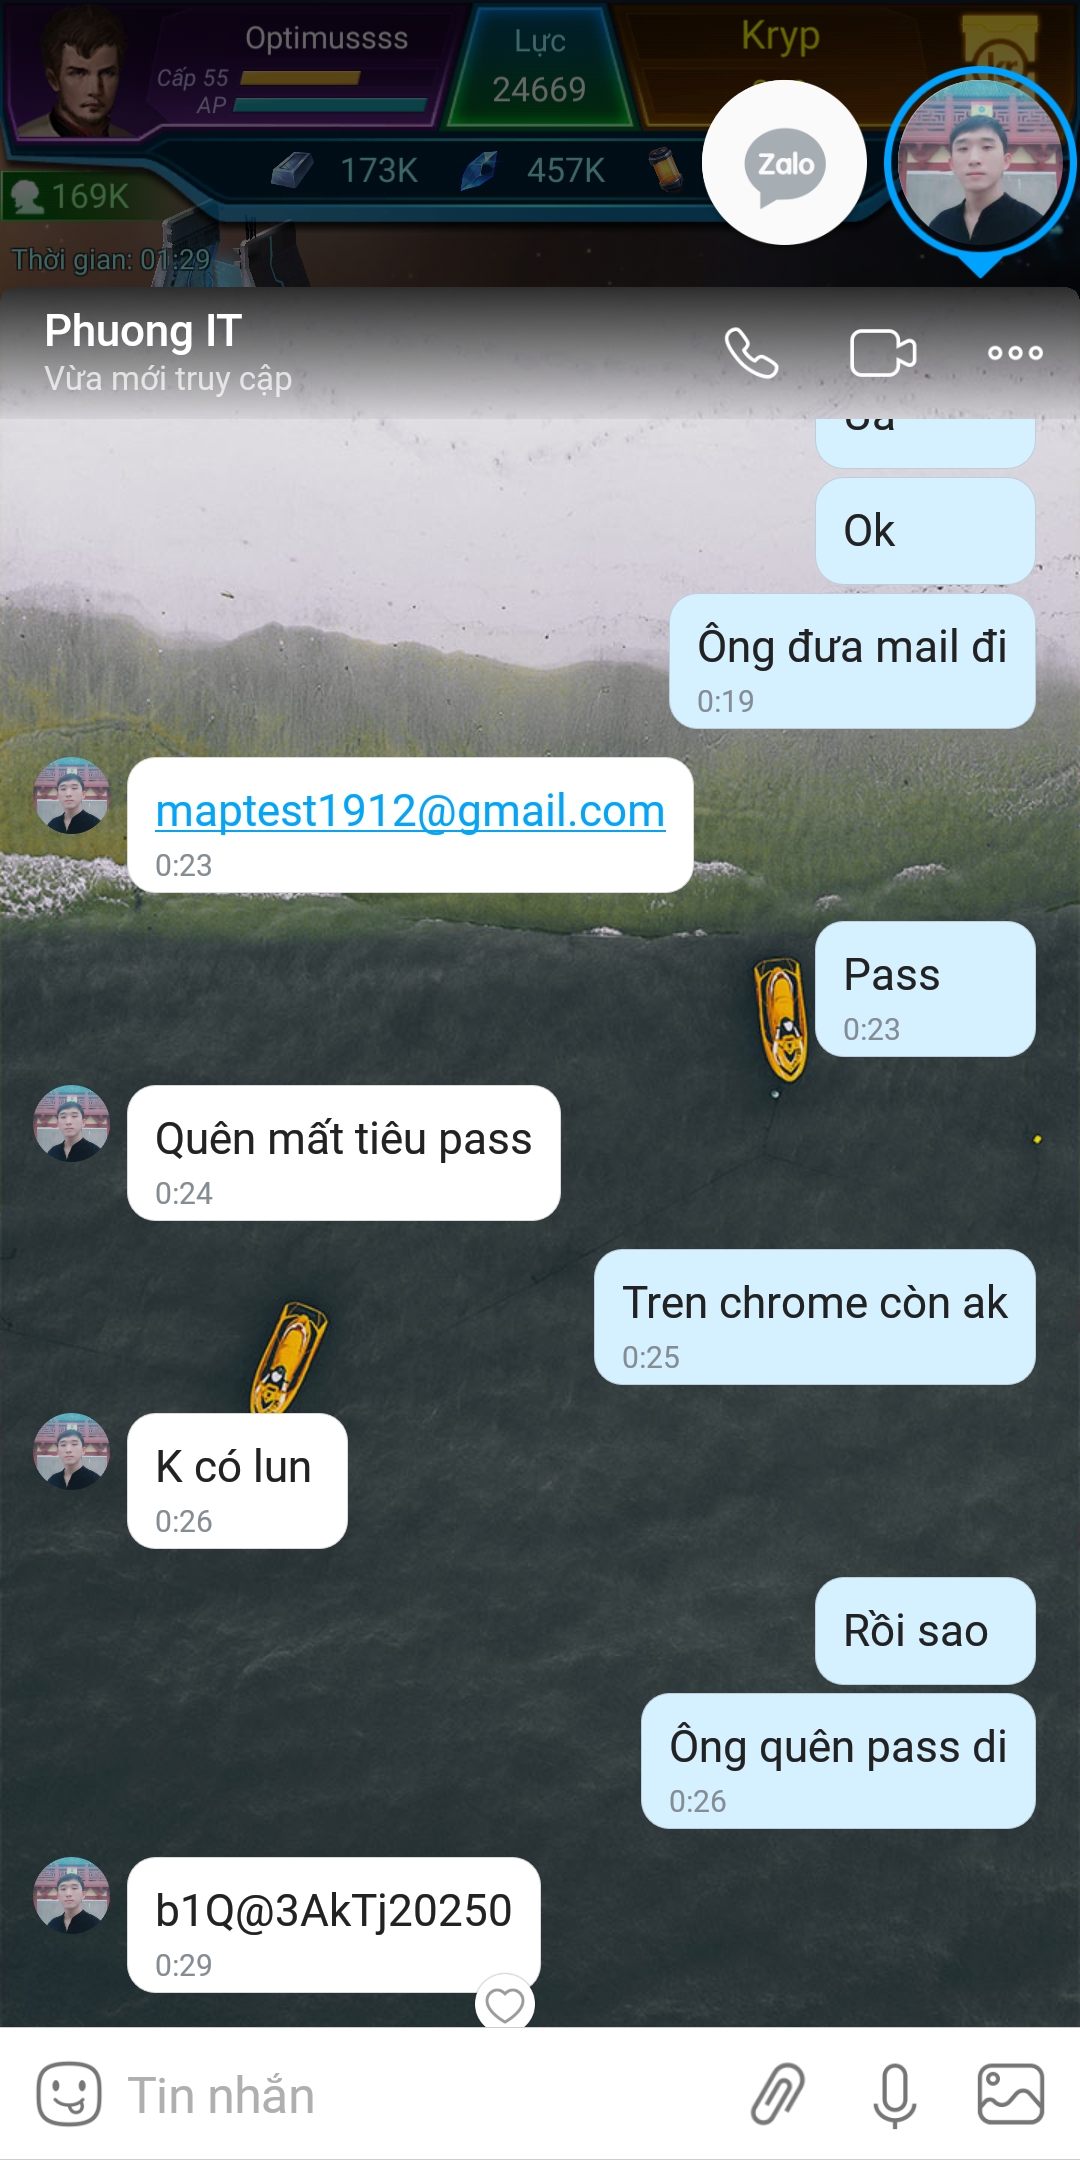 Optimussss
Cấp 55
AP
Lực
24669
Kryp
173K
457K
169K
Thời gian: 01:29
Zalo
Phuong IT
Vừa mới truy cập
Ok
Ông đưa mail đi
0:19
maptest1912@gmail.com
0:23
Pass
0:23
Quên mất tiêu pass
0:24
Tren chrome còn ak
0:25
K có lun
0:26
Rồi sao
Ông quên pass di
0:26
b1Q@3AkTj20250
0:29
Tin nhắn